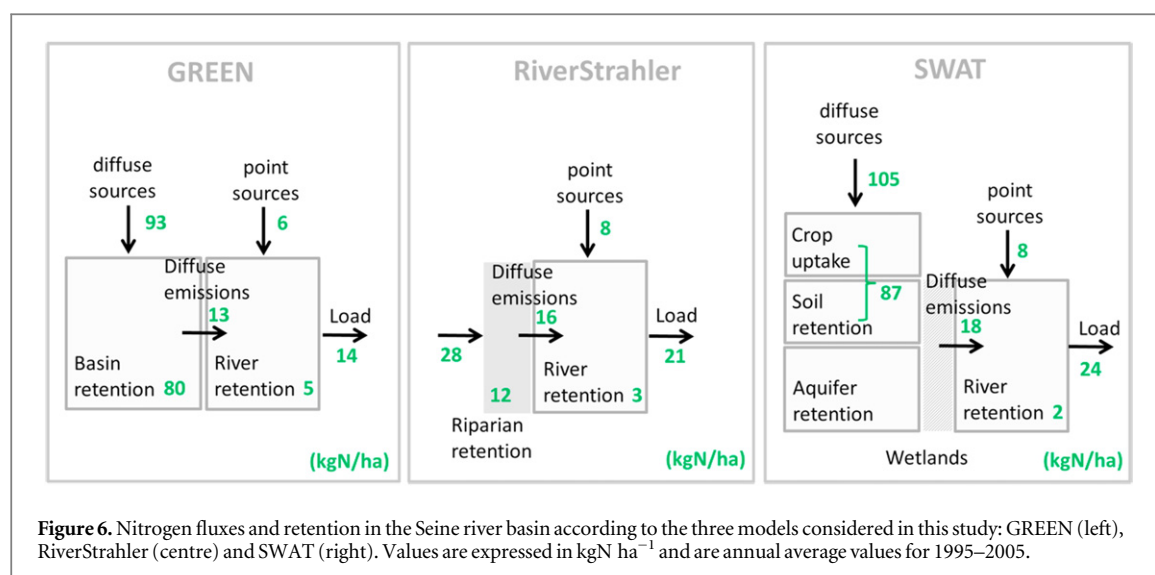 GREEN
diffuse
sources
93
point
sources
6
Diffuse
emissions
13
Basin
retention 80
River
retention 5
Load
14
(kgN/ha)
RiverStrahler
point
sources
8
Diffuse
emissions
16
28
12
Riparian
retention
River
retention 3
Load
21
(kgN/ha)
SWAT
diffuse
sources
105
point
sources
8
Crop
uptake
87
Soil
retention
Diffuse
emissions
18
Aquifer
retention
River
retention 2
Load
24
Wetlands
(kgN/ha)
Figure 6. Nitrogen fluxes and retention in the Seine river basin according to the three models considered in this study: GREEN (left),
RiverStrahler (centre) and SWAT (right). Values are expressed in kgN ha⁻¹ and are annual average values for 1995–2005.